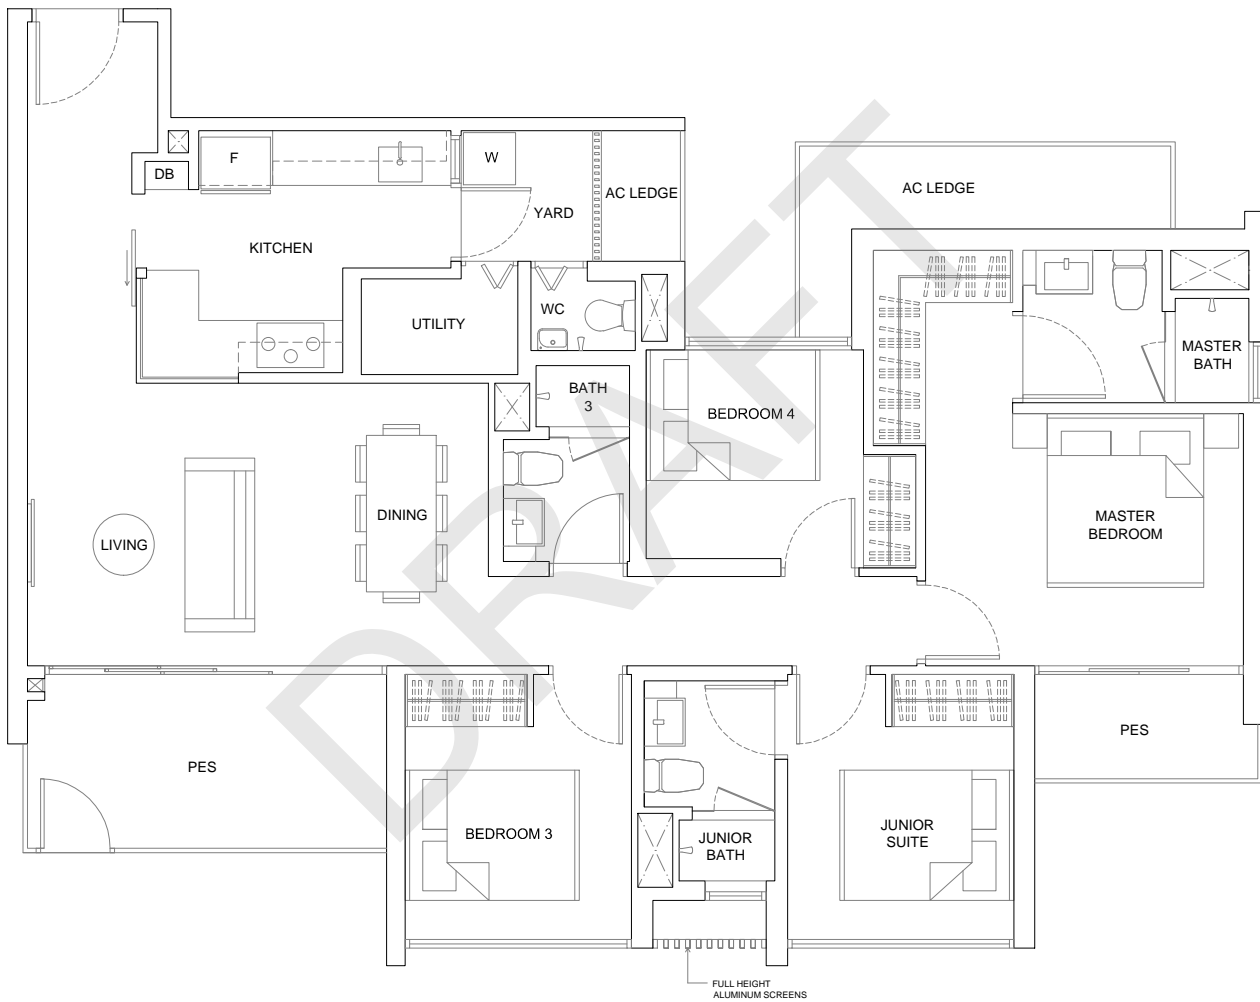 DB
F
W
YARD
AC LEDGE
AC LEDGE
KITCHEN
UTILITY
WC
MASTER
BATH
BATH
3
BEDROOM 4
LIVING
DINING
MASTER
BEDROOM
PES
PES
BEDROOM 3
JUNIOR
BATH
JUNIOR
SUITE
FULL HEIGHT
ALUMINUM SCREENS
DRAFT